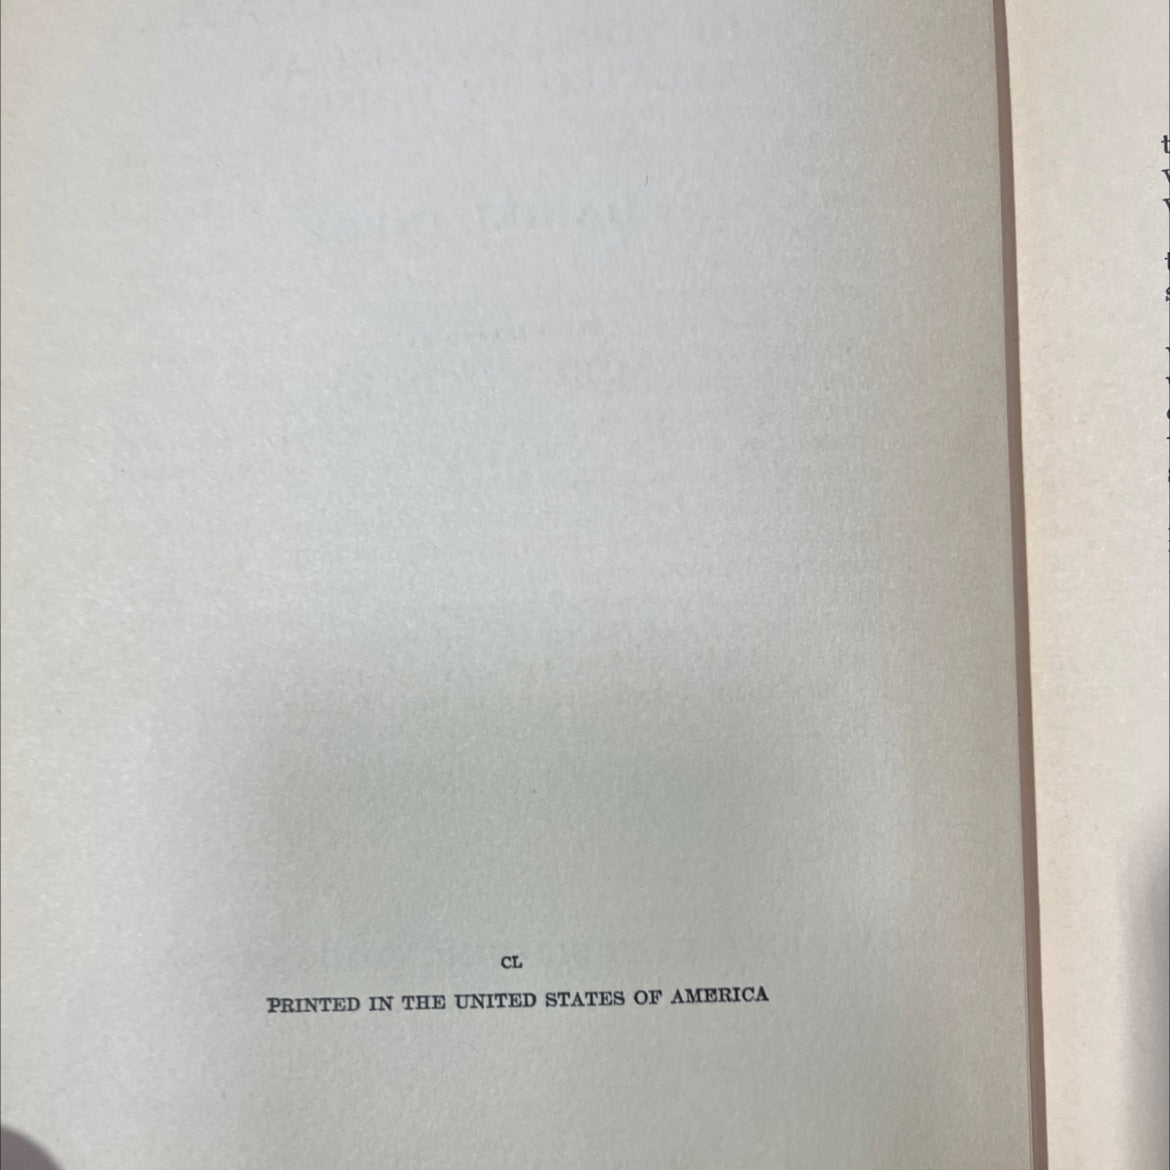 CL
PRINTED IN THE UNITED STATES OF AMERICA